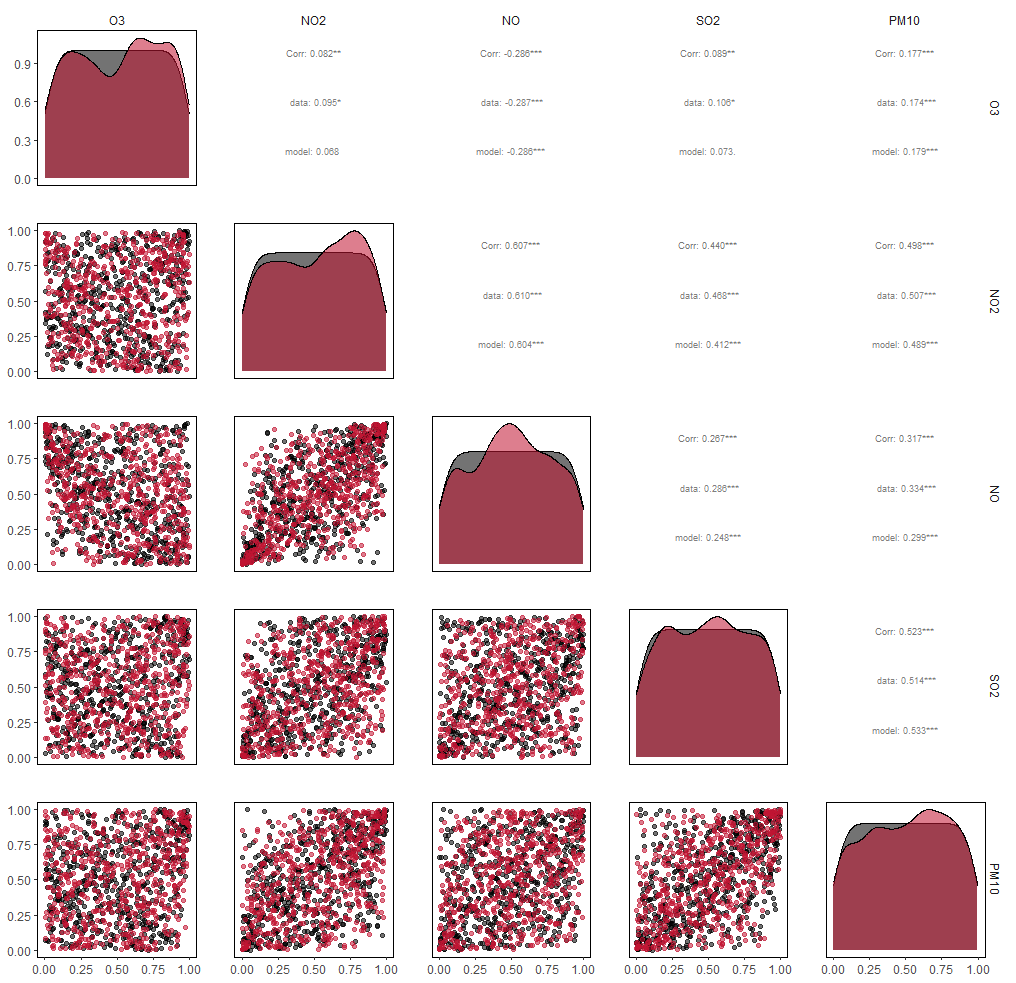 O3 NO2 NO SO2 PM10
0.9
0.6
0.3
0.0
Corr: 0.082**
data: 0.095*
model: 0.068
Corr: -0.286***
data: -0.287***
model: -0.286***
Corr: 0.089**
data: 0.106*
model: 0.073.
Corr: 0.177***
data: 0.174***
model: 0.179***
O3
1.00
0.75
0.50
0.25
0.00
Corr: 0.607***
data: 0.610***
model: 0.604***
Corr: 0.440***
data: 0.468***
model: 0.412***
Corr: 0.498***
data: 0.507***
model: 0.489***
NO2
1.00
0.75
0.50
0.25
0.00
Corr: 0.267***
data: 0.286***
model: 0.248***
Corr: 0.317***
data: 0.334***
model: 0.299***
NO
1.00
0.75
0.50
0.25
0.00
Corr: 0.523***
data: 0.514***
model: 0.533***
SO2
1.00
0.75
0.50
0.25
0.00
PM10
0.00 0.25 0.50 0.75 1.00 0.00 0.25 0.50 0.75 1.00 0.00 0.25 0.50 0.75 1.00 0.00 0.25 0.50 0.75 1.00 0.00 0.25 0.50 0.75 1.00